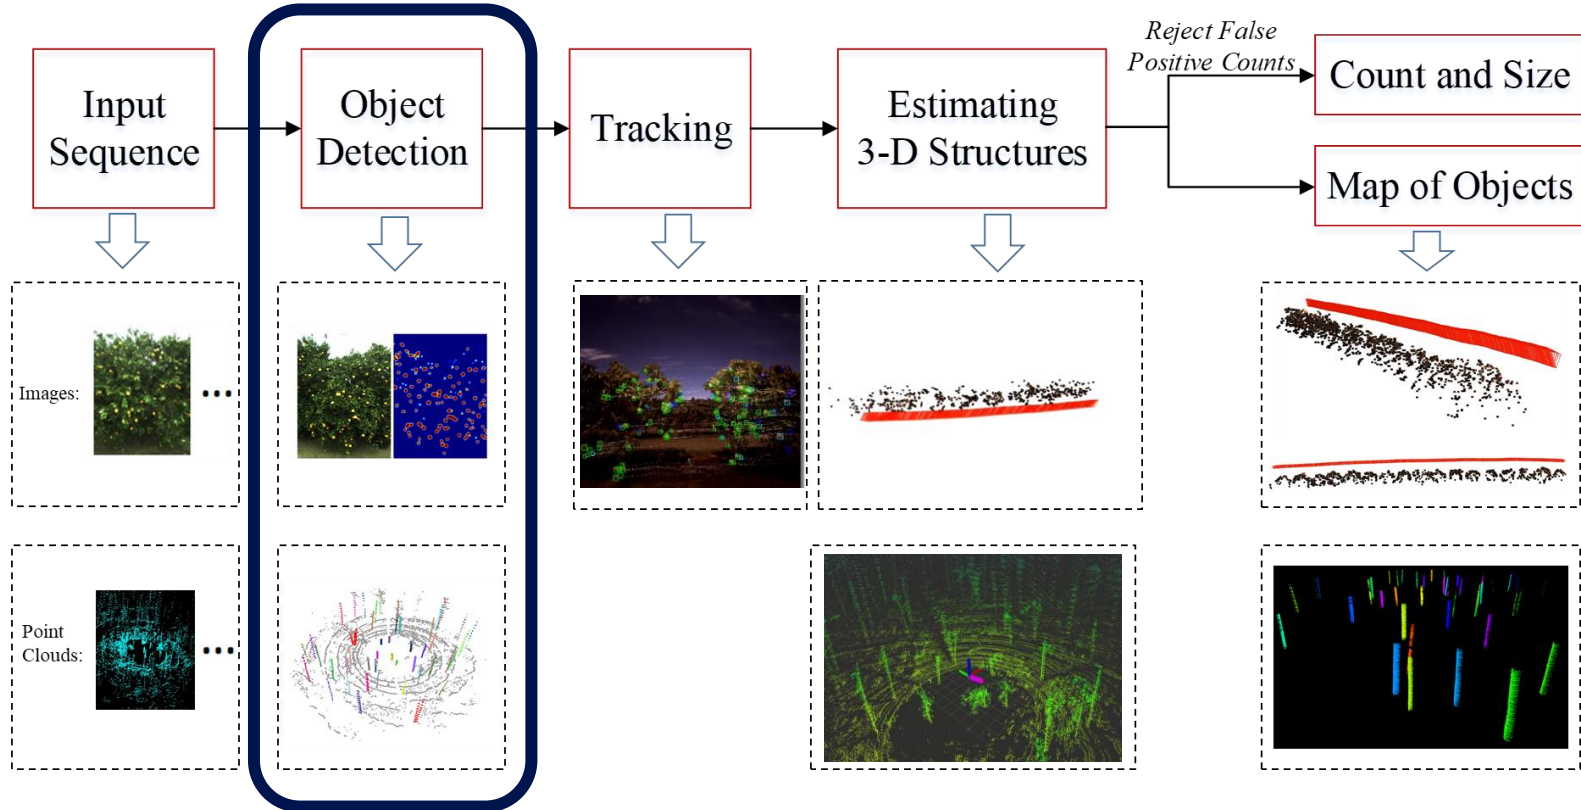 Input
Sequence
Object
Detection
Tracking
Estimating
3-D Structures
Reject False
Positive Counts
Count and Size
Map of Objects
Images:
Point
Clouds: